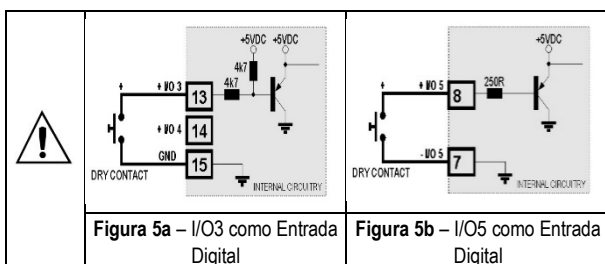 +5VDC +5VDC
4k7
+ I/O 3 13 4k7
+ I/O 4 14
GND 15
DRY CONTACT
INTERNAL CIRCUITRY
Figura 5a – I/O3 como Entrada
Digital
+5VDC
+ I/O 5 8 250R
- I/O 5 7
DRY CONTACT
INTERNAL CIRCUITRY
Figura 5b – I/O5 como Entrada
Digital